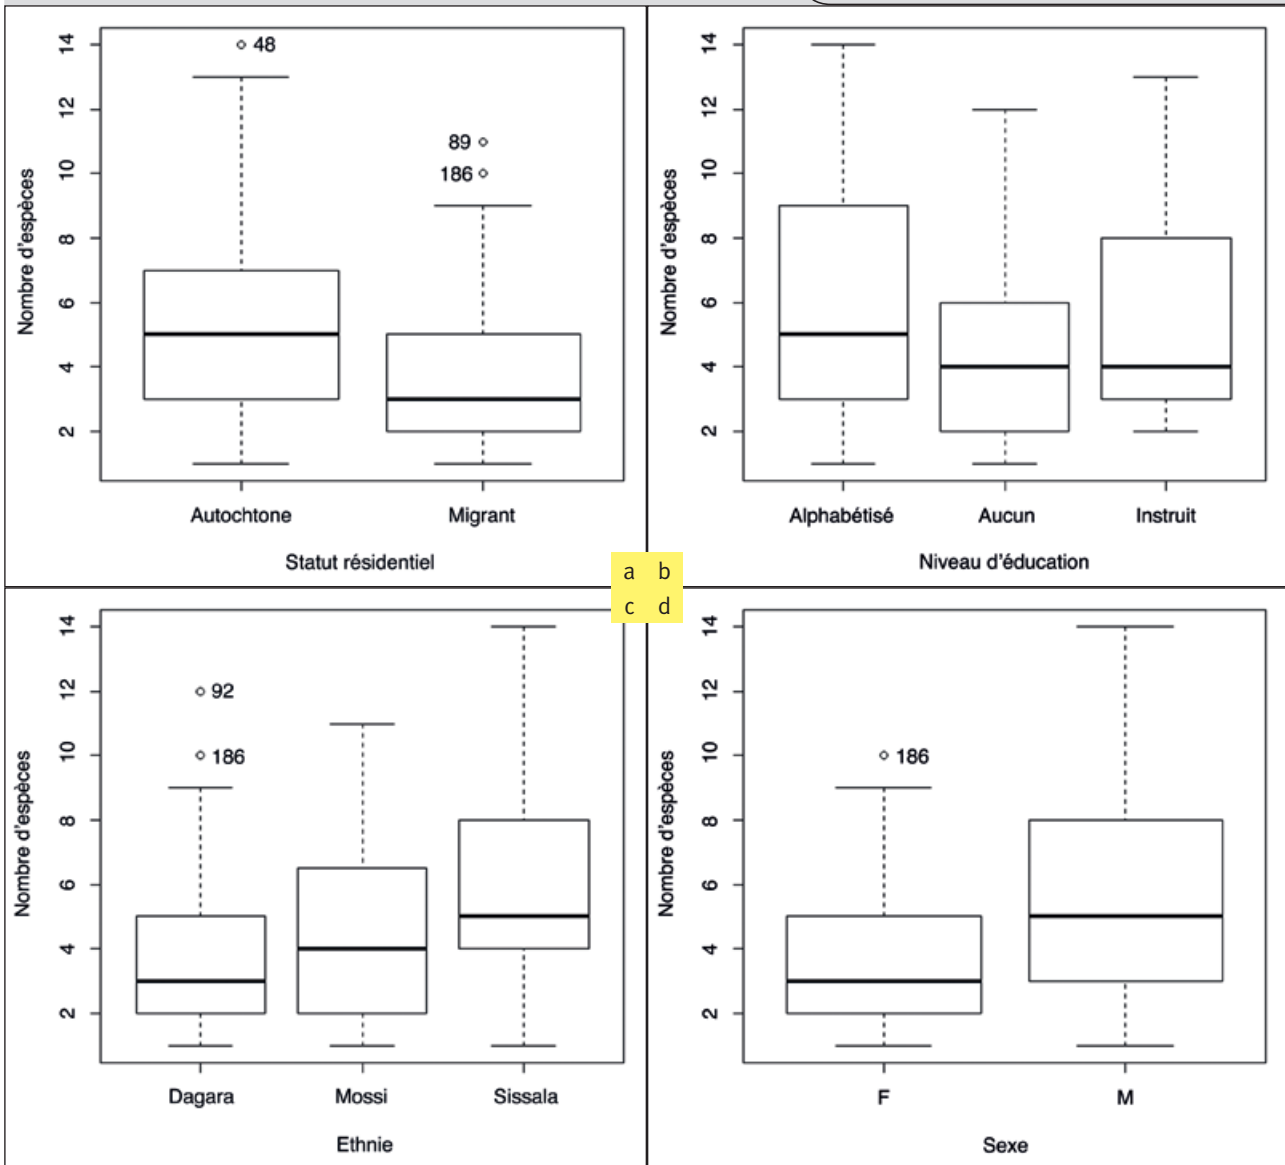 14
12
10
8
6
4
2
Nombre d'espèces
48
89
186
Autochtone Migrant
Statut résidentiel
14
12
10
8
6
4
2
Nombre d'espèces
Alphabétisé Aucun Instruit
Niveau d'éducation
a b
c d
14
12
10
8
6
4
2
Nombre d'espèces
92
186
Dagara Mossi Sissala
Ethnie
14
12
10
8
6
4
2
Nombre d'espèces
186
F M
Sexe